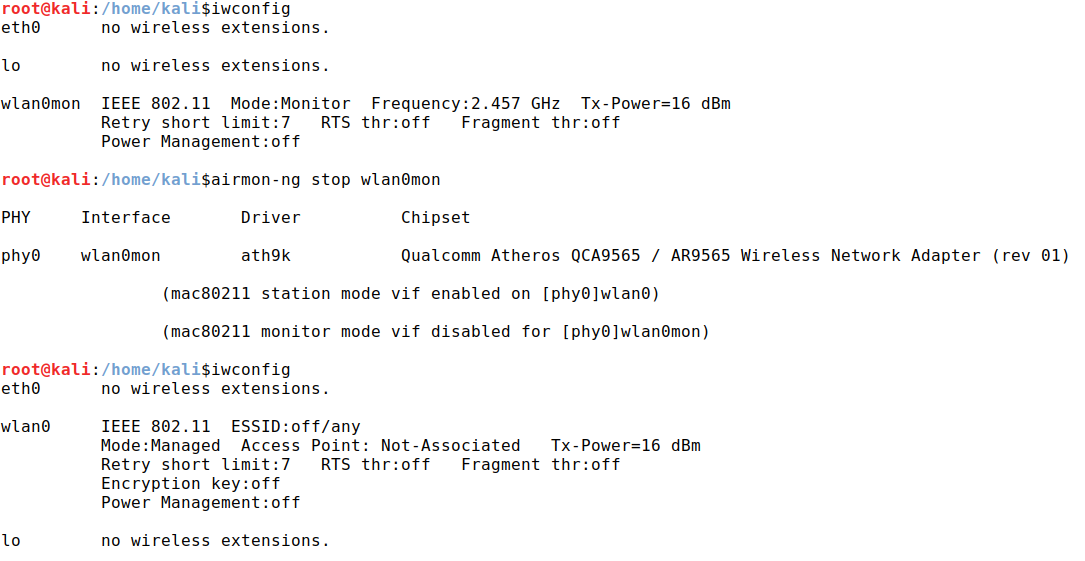 root@kali:/home/kali$iwconfig
eth0      no wireless extensions.
lo        no wireless extensions.
wlan0mon  IEEE 802.11  Mode:Monitor  Frequency:2.457 GHz  Tx-Power=16 dBm
          Retry short limit:7   RTS thr:off   Fragment thr:off
          Power Management:off
root@kali:/home/kali$airmon-ng stop wlan0mon
PHY     Interface       Driver          Chipset
phy0    wlan0mon        ath9k           Qualcomm Atheros QCA9565 / AR9565 Wireless Network Adapter (rev 01)
                (mac80211 station mode vif enabled on [phy0]wlan0)
                (mac80211 monitor mode vif disabled for [phy0]wlan0mon)
root@kali:/home/kali$iwconfig
eth0      no wireless extensions.
wlan0     IEEE 802.11  ESSID:off/any
          Mode:Managed  Access Point: Not-Associated   Tx-Power=16 dBm
          Retry short limit:7   RTS thr:off   Fragment thr:off
          Encryption key:off
          Power Management:off
lo        no wireless extensions.